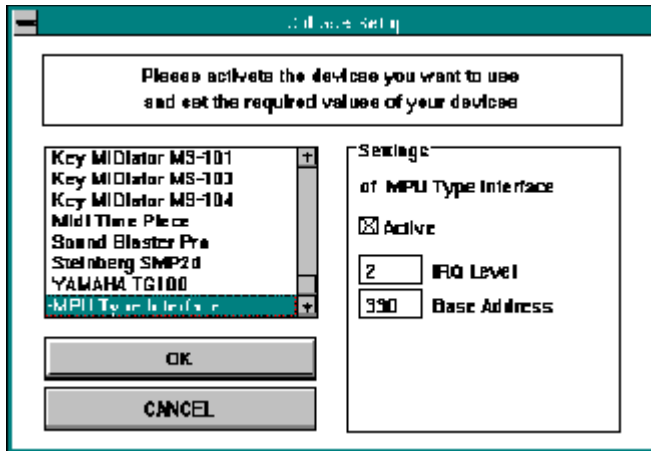 Setup
Please activate the devices you want to use
and set the required values of your devices
Key MIDIator MS-101
Key MIDIator MS-103
Key MIDIator MS-104
Midi Time Piece
Sound Blaster Pro
Steinberg SMP24
YAMAHA TG100
-MPU Type Interface
Settings
of MPU Type Interface
Active
2 IRQ Level
330 Base Address
OK
CANCEL